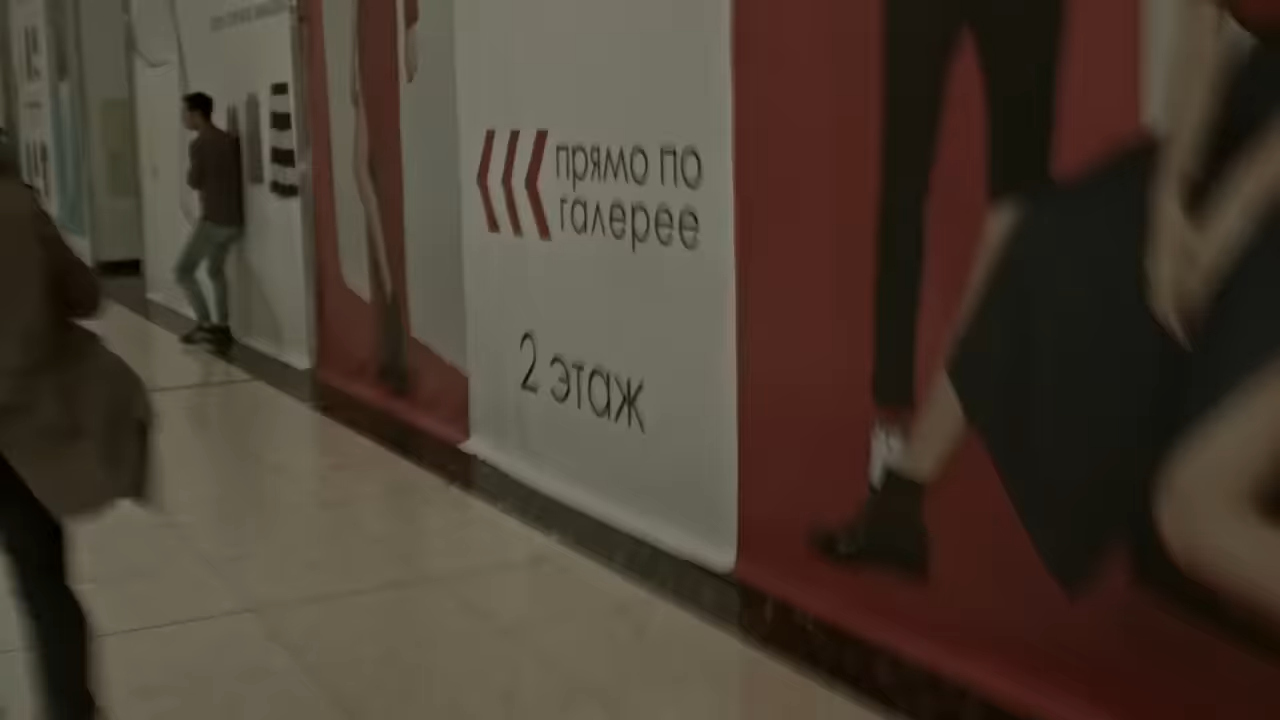 прямо по
галерее
2 этаж